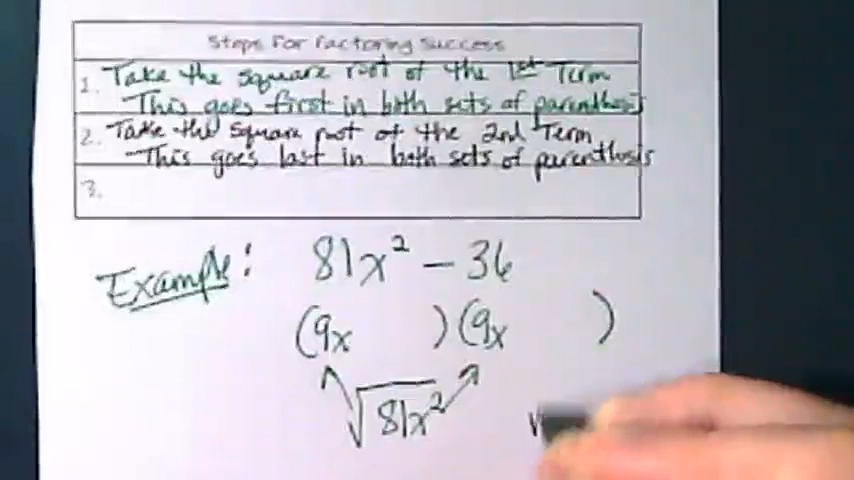 Steps for Factoring Success
1. Take the square root of the 1st Term
- This goes first in both sets of parenthosis
2. Take the square root of the 2nd Term
- This goes last in both sets of parenthosis
3.
Example: 81x² - 36
(9x )(9x )
√81x²